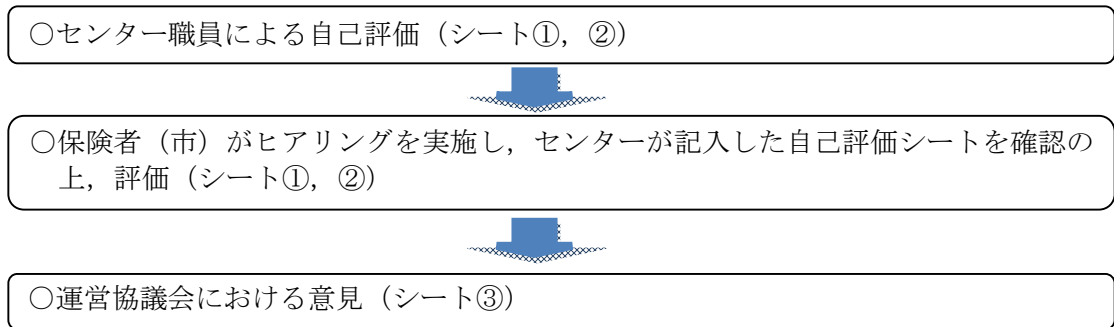 ○センター職員による自己評価（シート①，②）
○保険者（市）がヒアリングを実施し，センターが記入した自己評価シートを確認の
上，評価（シート①，②）
○運営協議会における意見（シート③）